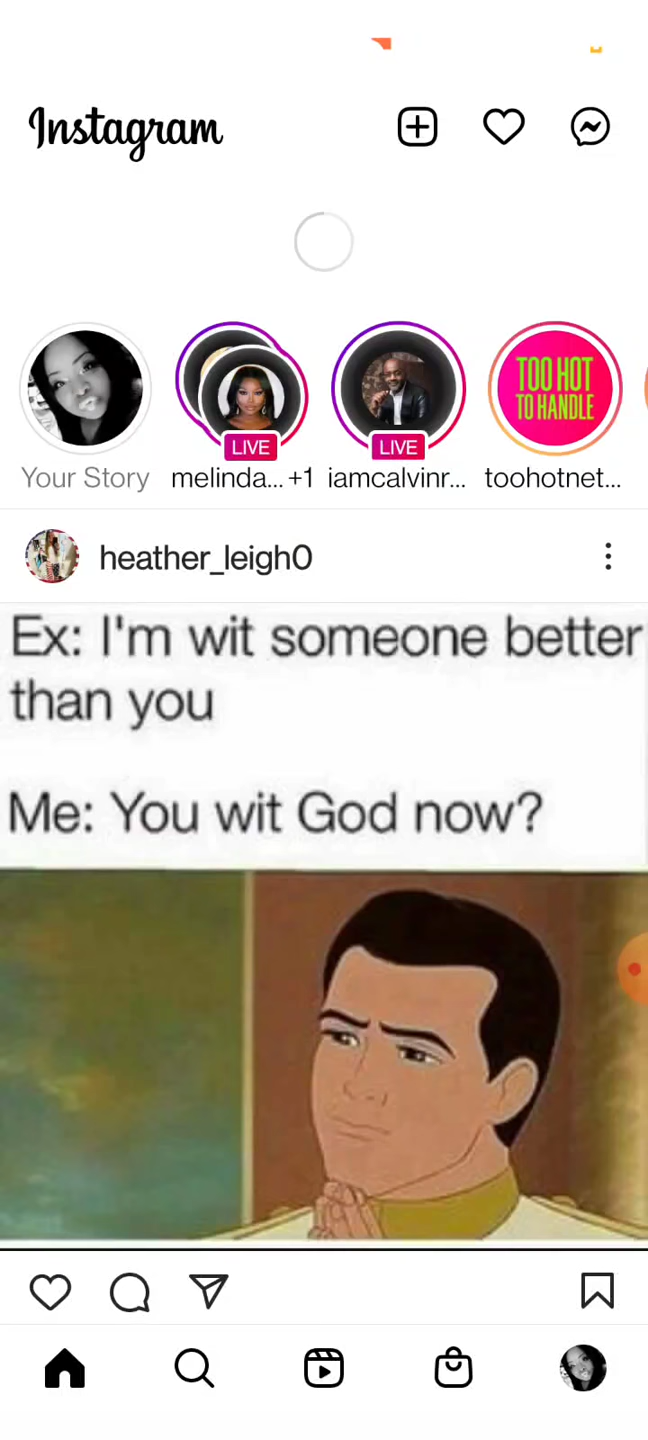 Instagram
LIVE
LIVE
TOO HOT
TO HANDLE
Your Story
melinda... +1
iamcalvinr...
toohotnet...
heather_leigh0
Ex: I'm wit someone better
than you
Me: You wit God now?